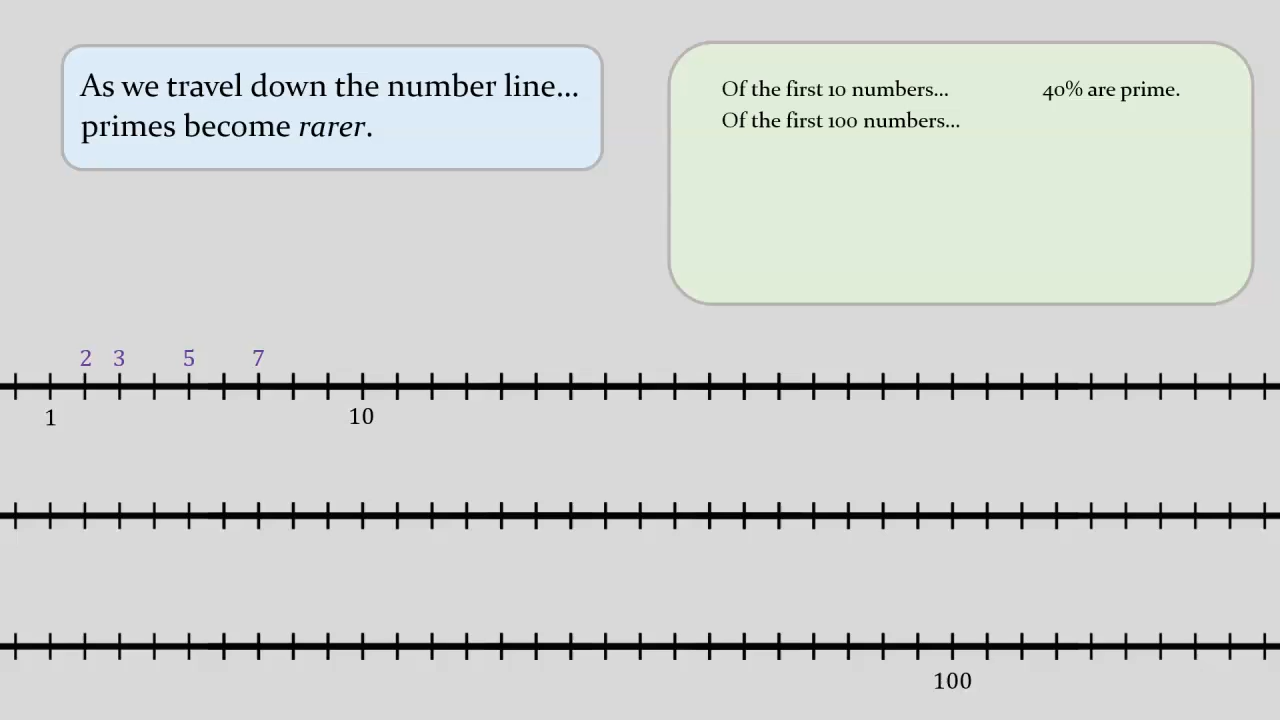 As we travel down the number line...
primes become rarer.
Of the first 10 numbers... 40% are prime.
Of the first 100 numbers...
2 3 5 7
1 10
100